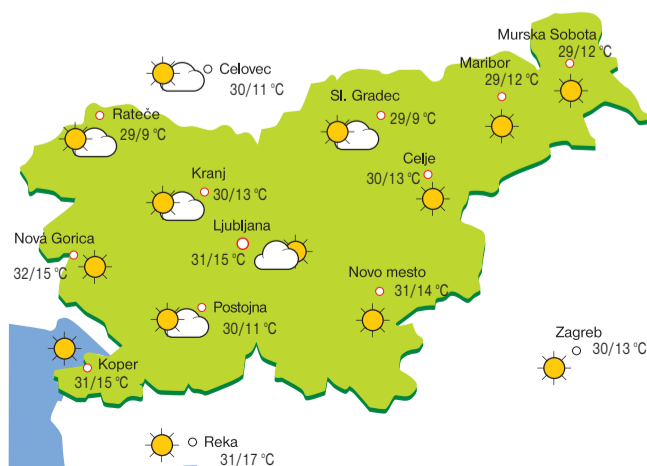 Murska Sobota
29/12 °C
Celovec
30/11 °C
Maribor
29/12 °C
Sl. Gradec
29/9 °C
Rateče
29/9 °C
Celje
30/13 °C
Kranj
30/13 °C
Ljubljana
31/15 °C
Nová Gorica
32/15 °C
Novo mesto
31/14 °C
Postojna
30/11 °C
Zagreb
30/13 °C
Koper
31/15 °C
Reka
31/17 °C